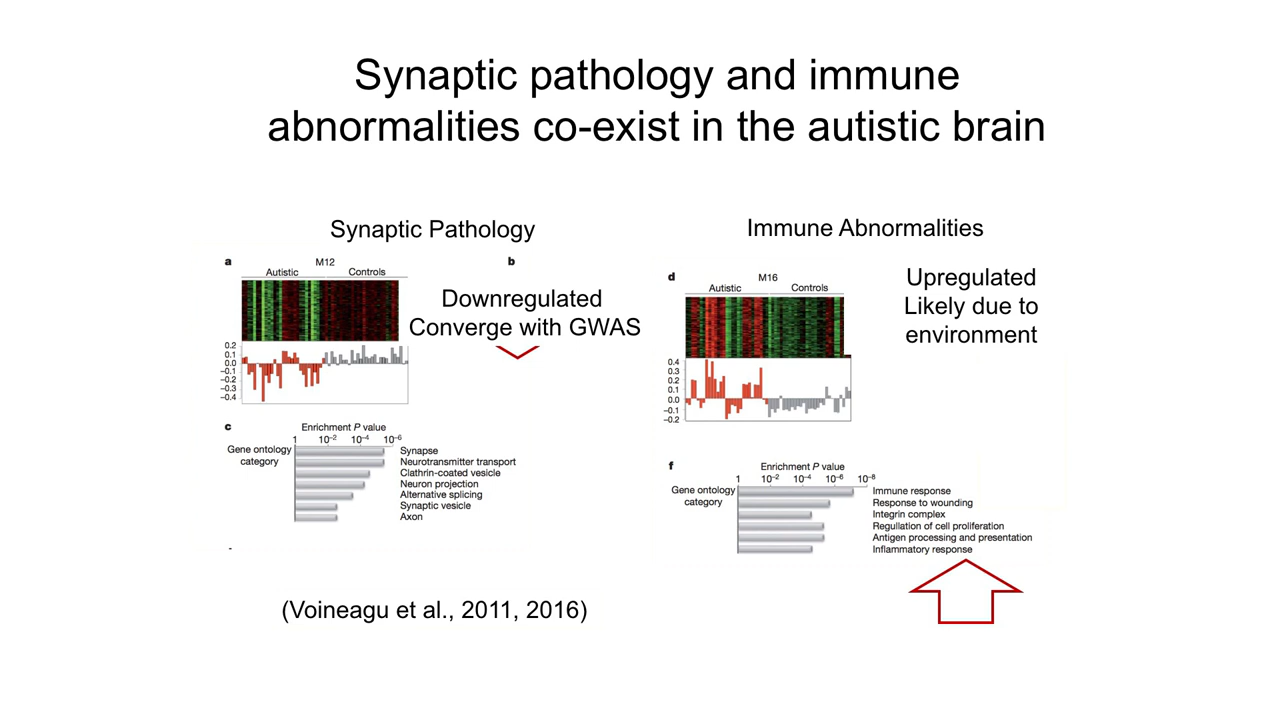 Synaptic pathology and immune
abnormalities co-exist in the autistic brain
Synaptic Pathology
a
M12
b
Autistic
Controls
Downregulated
Converge with GWAS
0.2
0.1
0.0
−0.1
−0.2
−0.3
−0.4
c
Enrichment P value
1 10⁻² 10⁻⁴ 10⁻⁶
Gene ontology
category
Synapse
Neurotransmitter transport
Clathrin-coated vesicle
Neuron projection
Alternative splicing
Synaptic vesicle
Axon
(Voineagu et al., 2011, 2016)
Immune Abnormalities
d
M16
Autistic
Controls
Upregulated
Likely due to
environment
0.4
0.3
0.2
0.1
0.0
−0.1
−0.2
f
Enrichment P value
1 10⁻² 10⁻⁴ 10⁻⁶ 10⁻⁸
Gene ontology
category
Immune response
Response to wounding
Integrin complex
Regullation of cell proliferation
Antigen processing and presentation
Inflammatory response